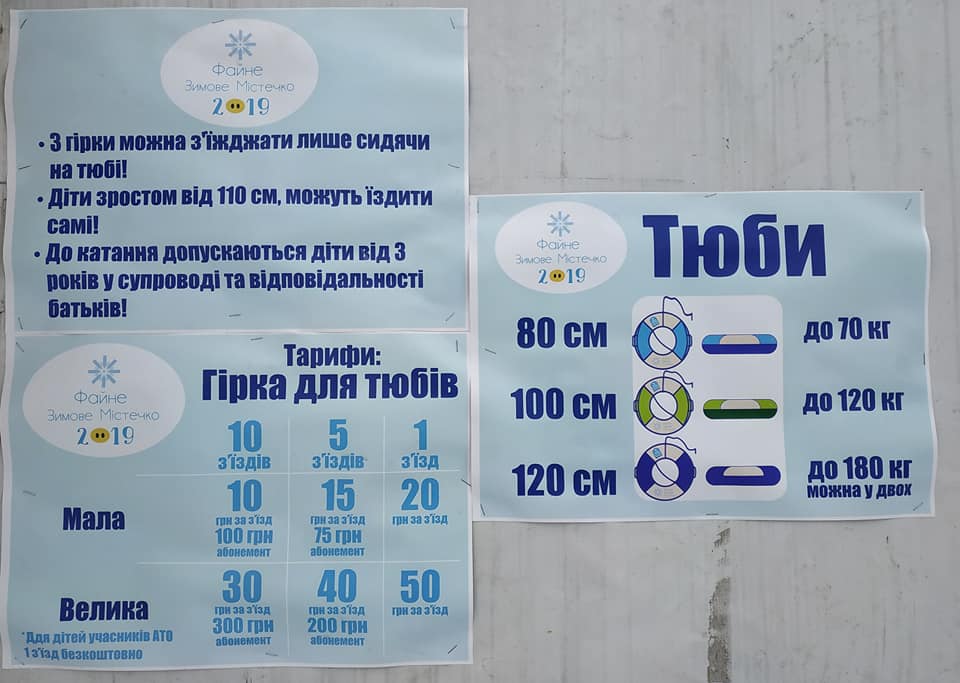 Файне
Зимове Містечко
2019
• З гірки можна з'їжджати лише сидячи
на тюбі!
• Діти зростом від 110 см, можуть їздити
самі!
• До катання допускаються діти від 3
років у супроводі та відповідальності
батьків!
Файне
Зимове Містечко
2019
Тарифи:
Гірка для тюбів
10 5 1
з'їздів з'їздів з'їзд
Мала
10 15 20
грн за з'їзд грн за з'їзд грн за з'їзд
100 грн 75 грн
абонемент абонемент
Велика
30 40 50
грн за з'їзд грн за з'їзд грн за з'їзд
300 грн 200 грн
абонемент абонемент
*Для дітей учасників АТО
1 з'їзд безкоштовно
Файне
Зимове Містечко
2019
Тюби
80 см до 70 кг
100 см до 120 кг
120 см до 180 кг
можна у двох